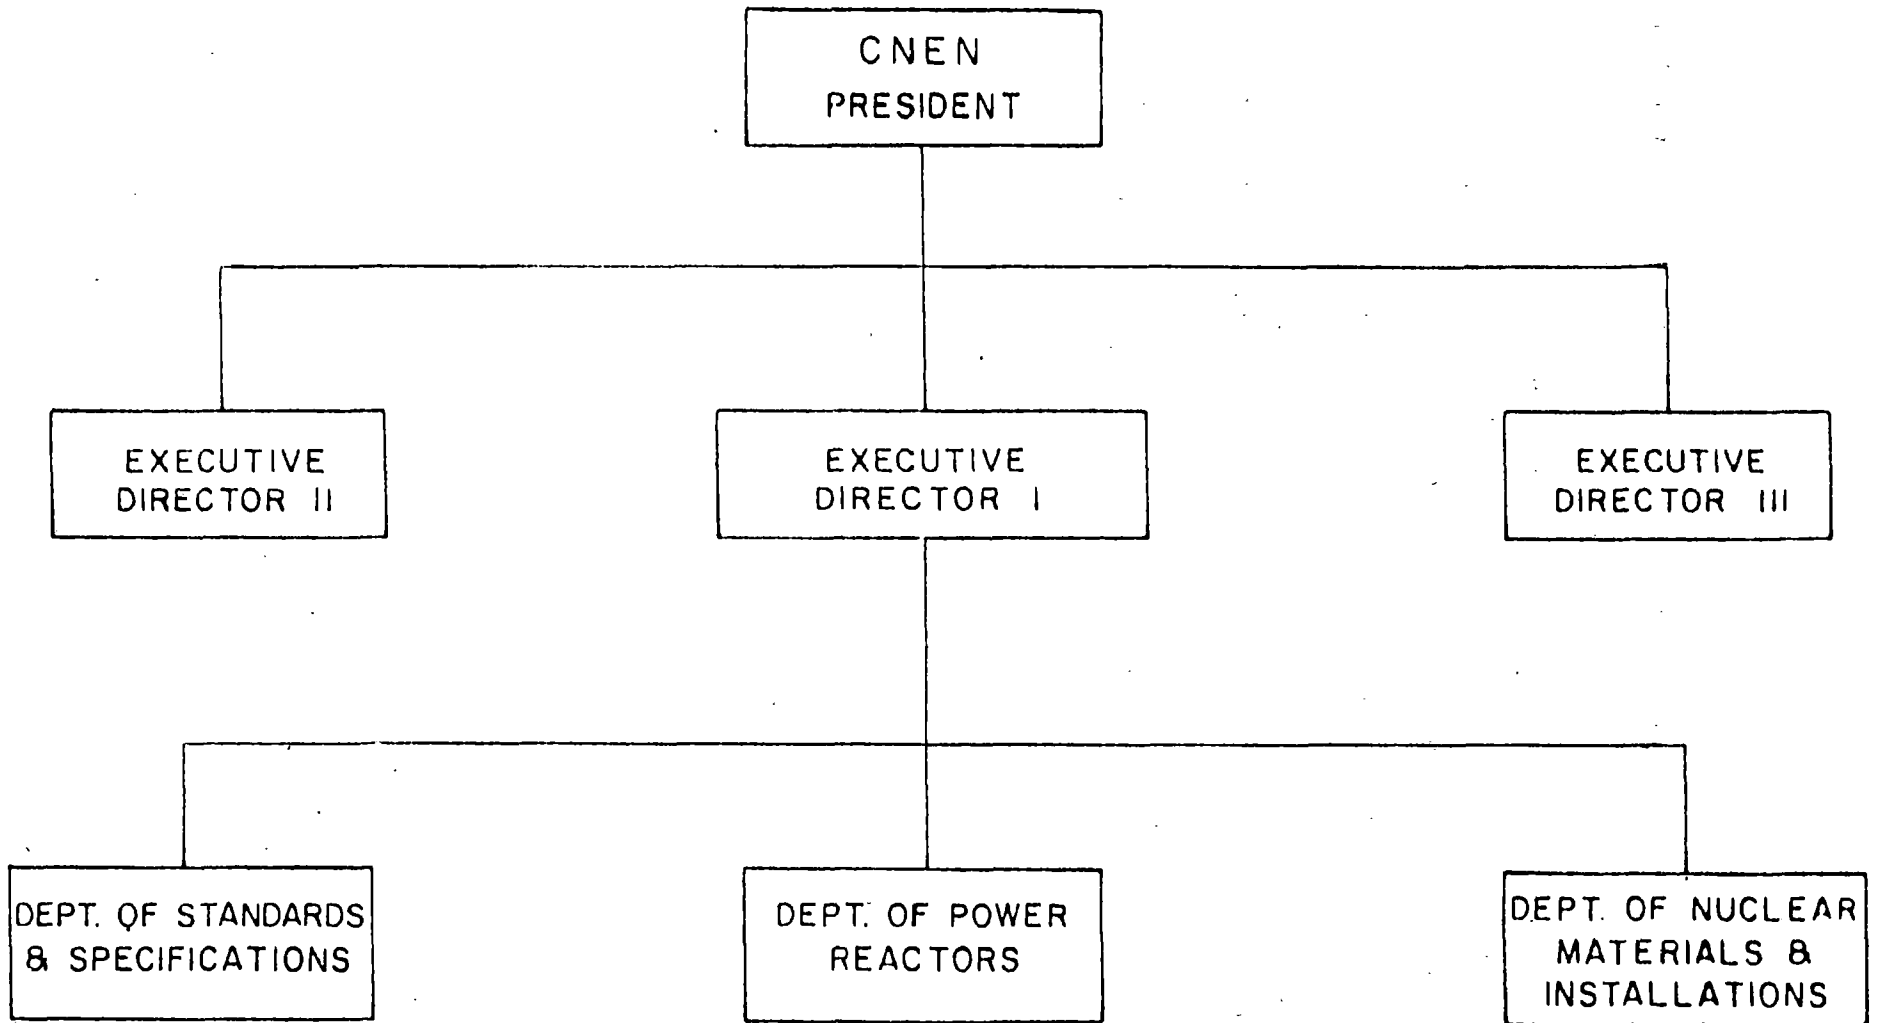 CNEN
PRESIDENT
EXECUTIVE
DIRECTOR II
EXECUTIVE
DIRECTOR I
EXECUTIVE
DIRECTOR III
DEPT. OF STANDARDS
& SPECIFICATIONS
DEPT. OF POWER
REACTORS
DEPT. OF NUCLEAR
MATERIALS &
INSTALLATIONS